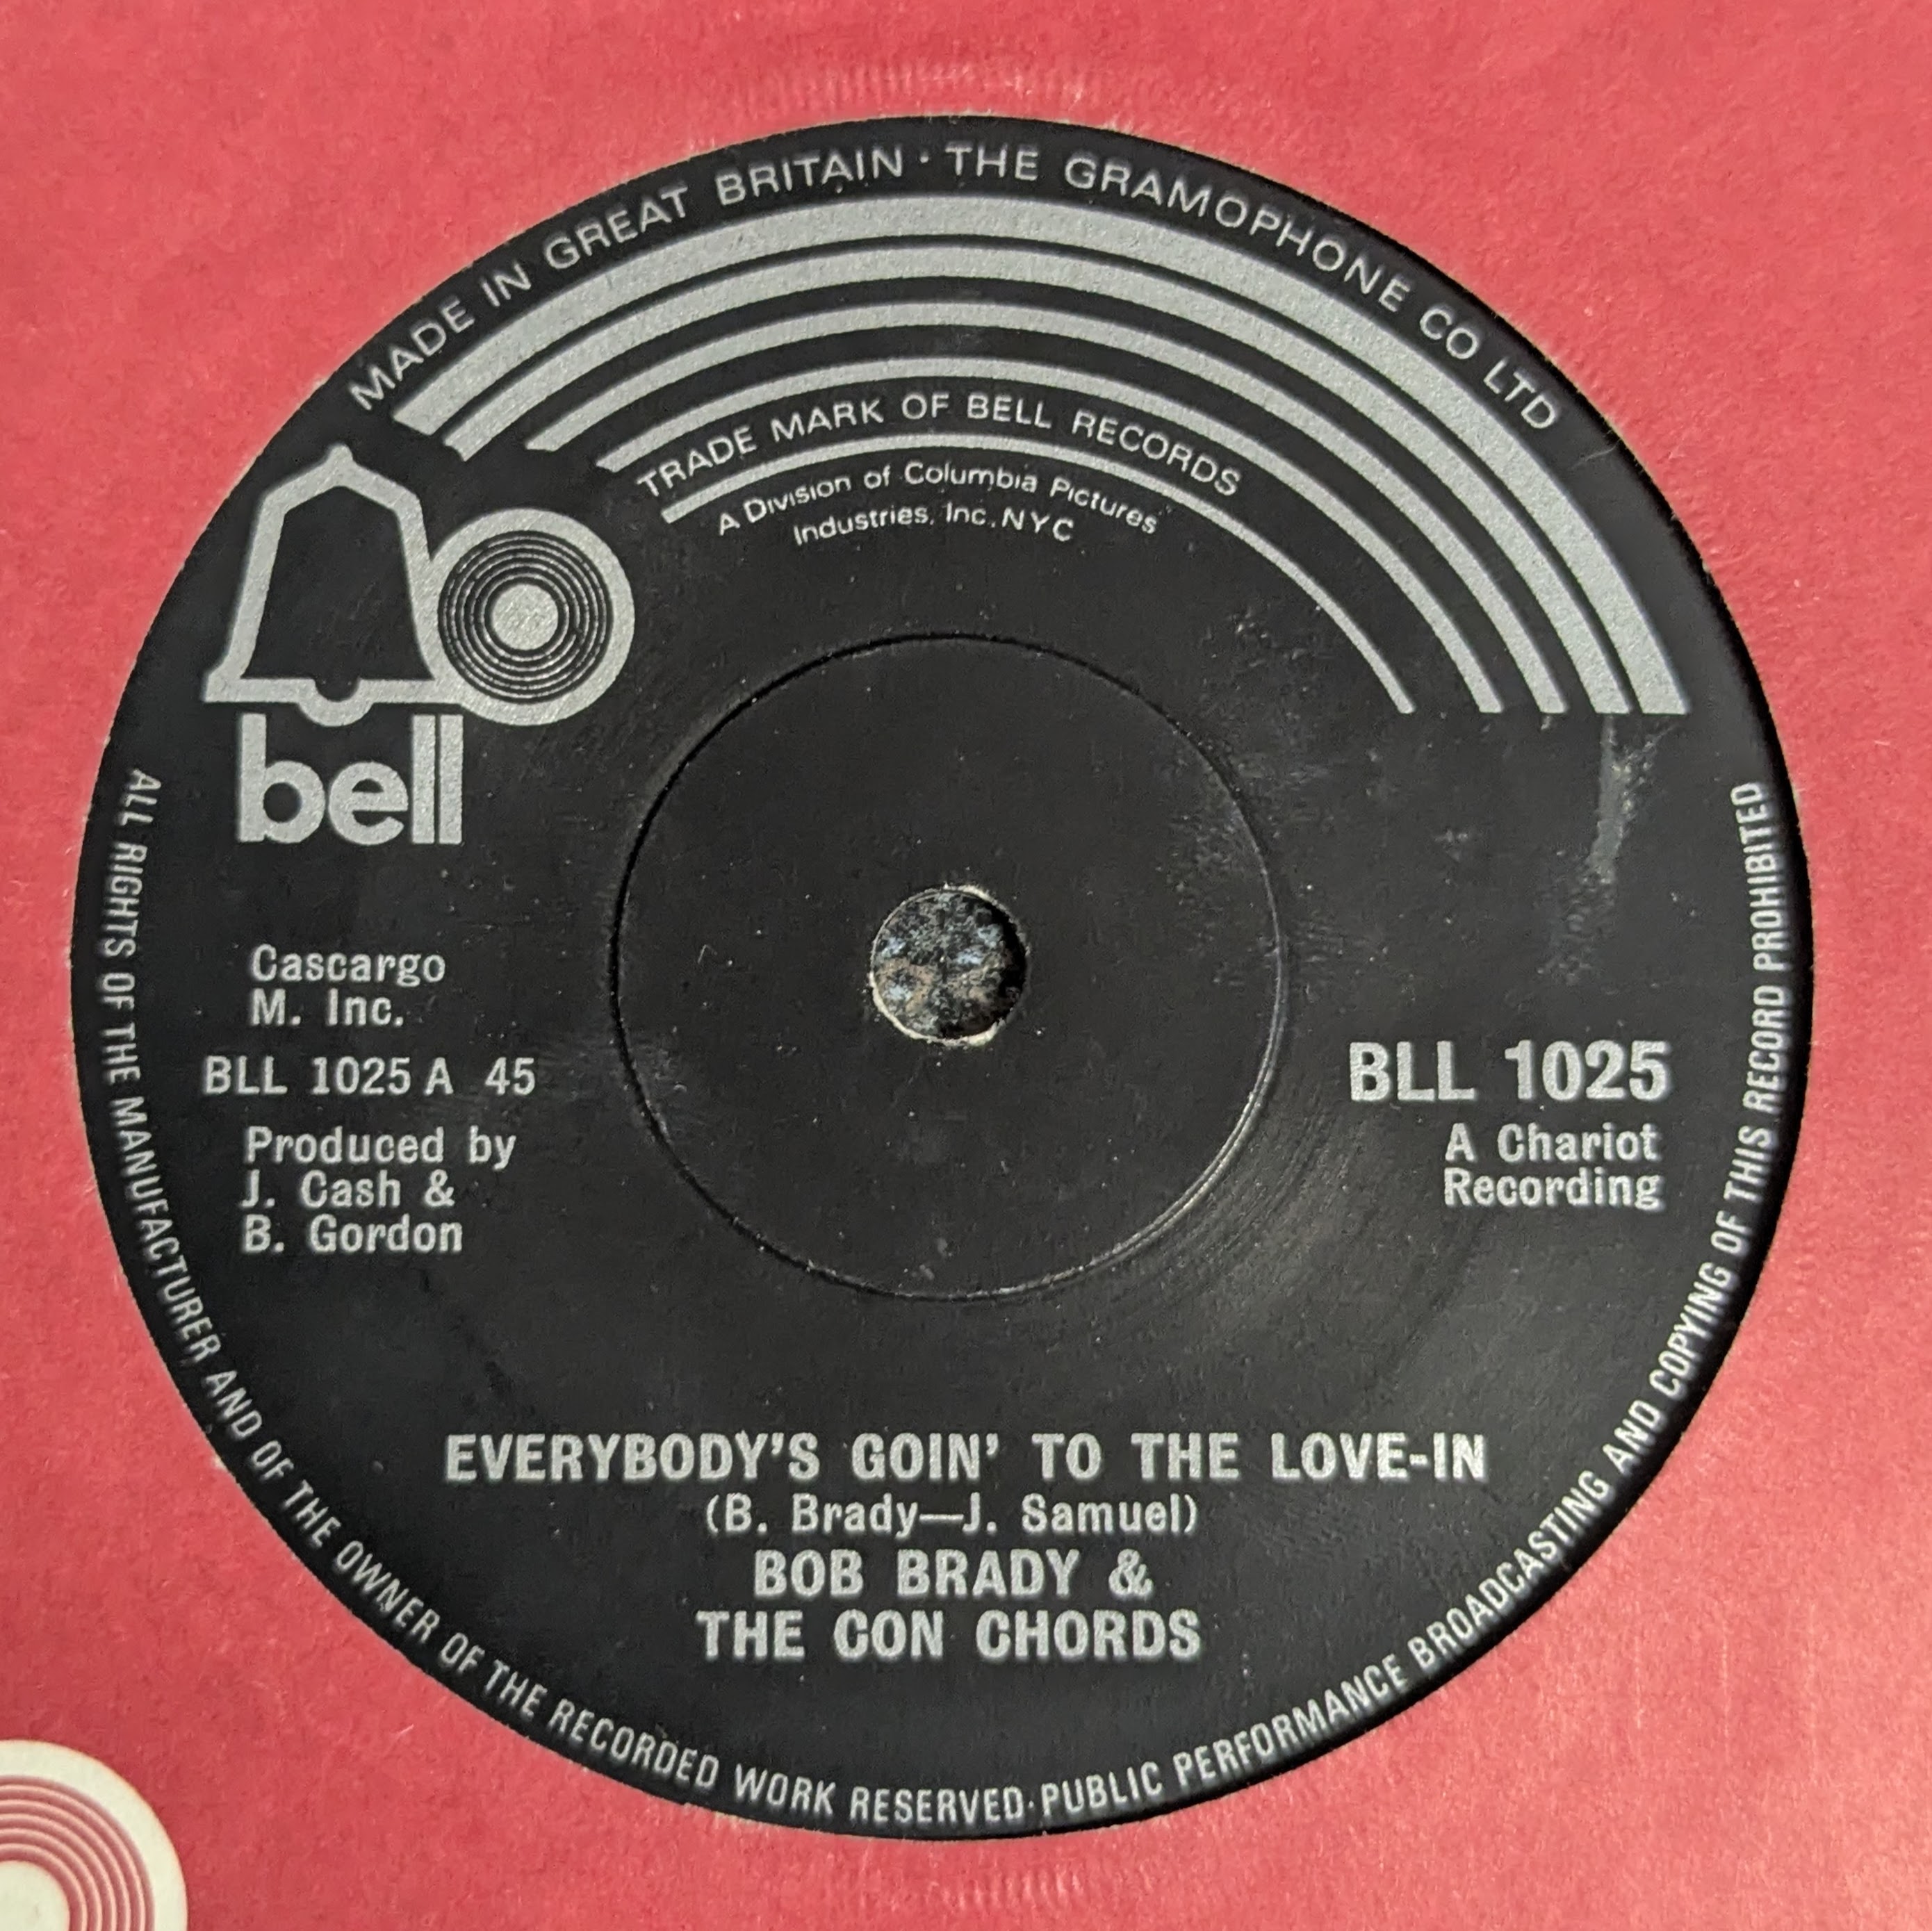 MADE IN GREAT BRITAIN · THE GRAMOPHONE CO LTD
TRADE MARK OF BELL RECORDS
A Division of Columbia Pictures
Industries, Inc, NYC
bell
Cascargo
M. Inc.
BLL 1025 A 45
Produced by
J. Cash &
B. Gordon
BLL 1025
A Chariot
Recording
EVERYBODY'S GOIN' TO THE LOVE-IN
(B. Brady—J. Samuel)
BOB BRADY &
THE CON CHORDS
ALL RIGHTS OF THE MANUFACTURER AND OF THE OWNER OF THE RECORDED WORK RESERVED·PUBLIC PERFORMANCE BROADCASTING AND COPYING OF THIS RECORD PROHIBITED